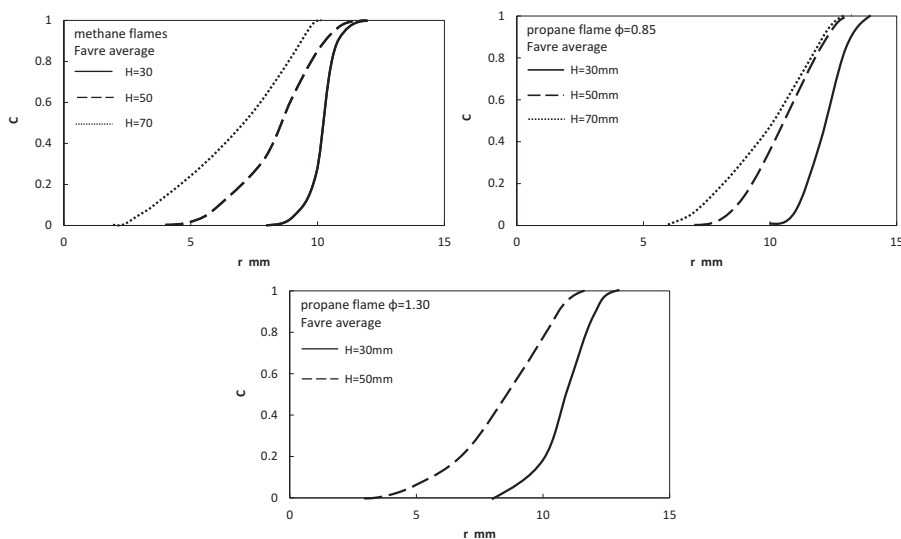 methane flames
Favre average
H=30
H=50
H=70
C
1
0.8
0.6
0.4
0.2
0
0
5
10
15
r mm
propane flame ϕ=0.85
Favre average
H=30mm
H=50mm
H=70mm
C
1
0.8
0.6
0.4
0.2
0
0
5
10
15
r mm
propane flame ϕ=1.30
Favre average
H=30mm
H=50mm
C
1
0.8
0.6
0.4
0.2
0
0
5
10
15
r mm